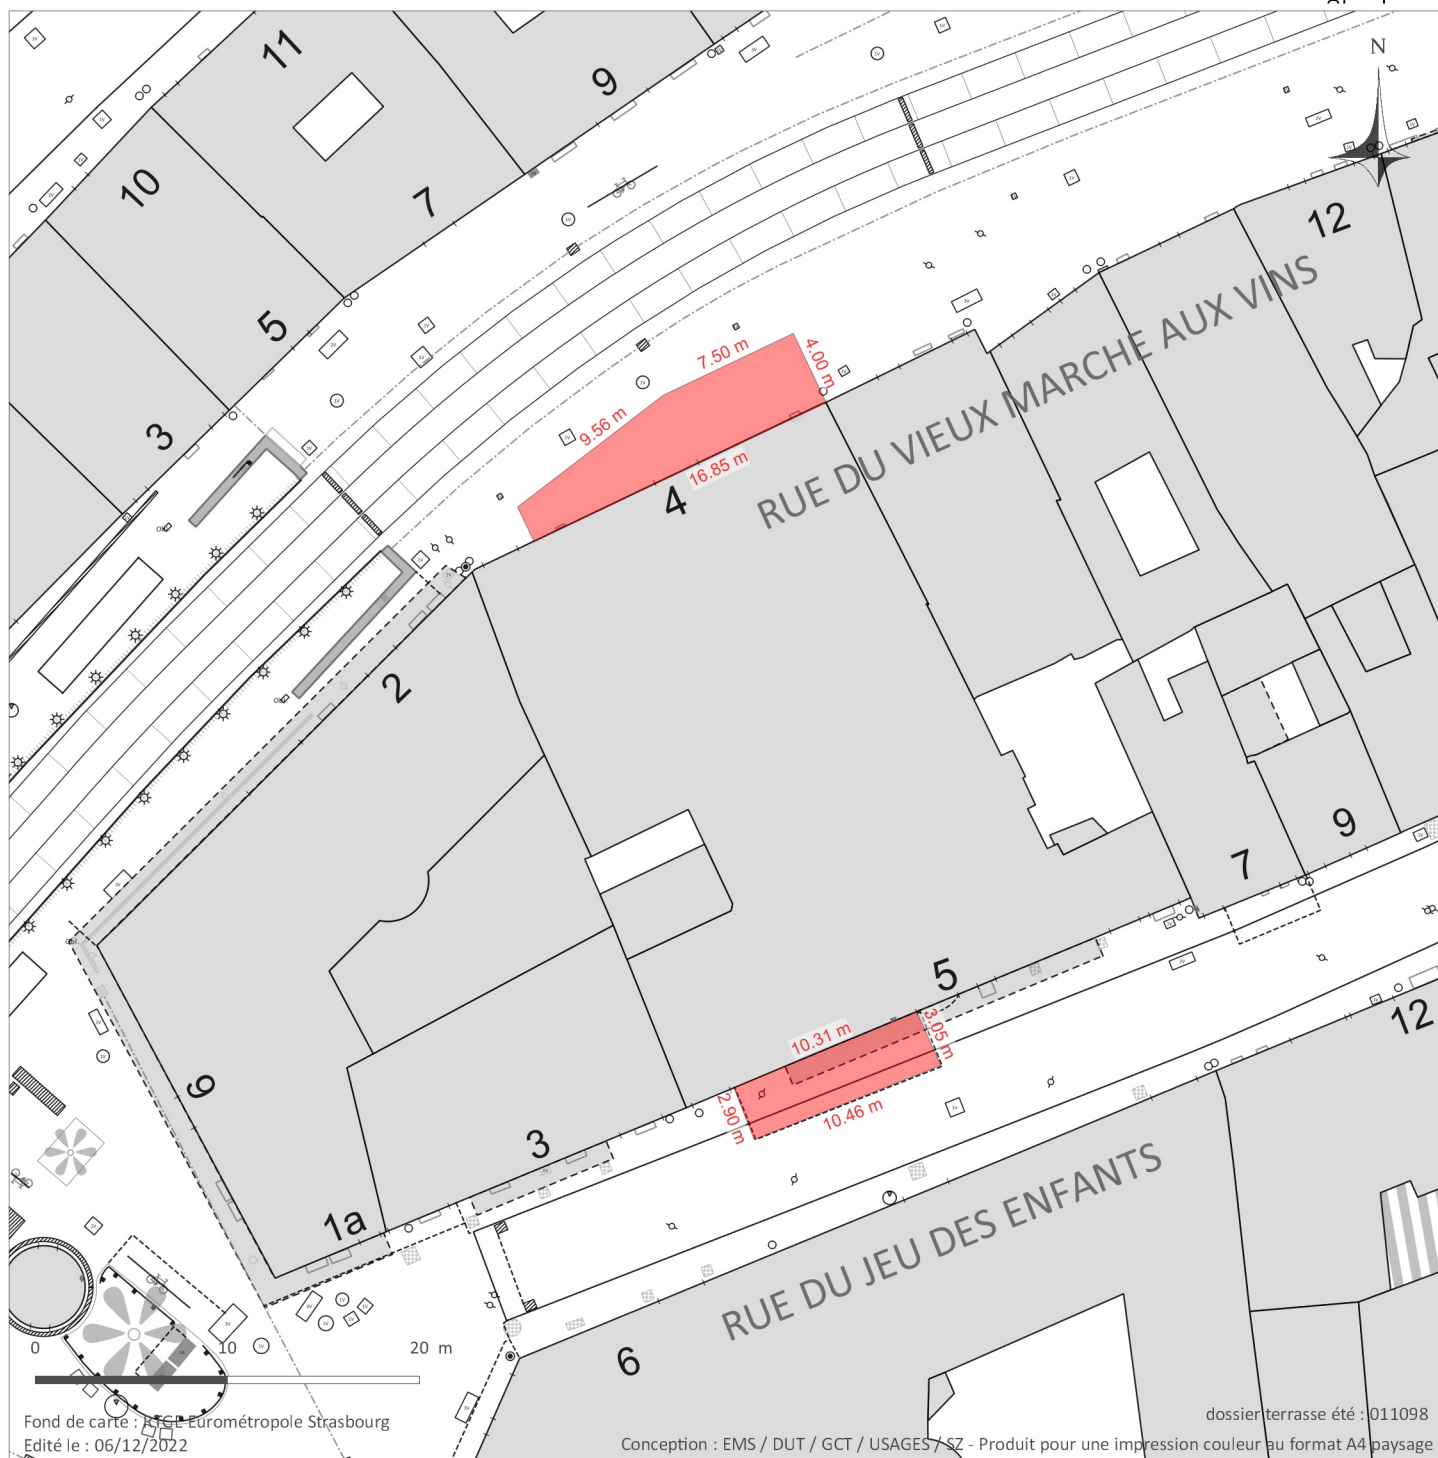 N
11
9
10
7
12
5
3
7.50 m
4.00 m
9.56 m
16.85 m
4
RUE DU VIEUX MARCHE AUX VINS
2
9
7
5
10.31 m
3.05 m
12
2.90 m
10.46 m
9
3
1a
RUE DU JEU DES ENFANTS
6
0 10 20 m
Fond de carte : RTGE Eurométropole Strasbourg
Edité le : 06/12/2022
dossier terrasse été : 011098
Conception : EMS / DUT / GCT / USAGES / SZ - Produit pour une impression couleur au format A4 paysage